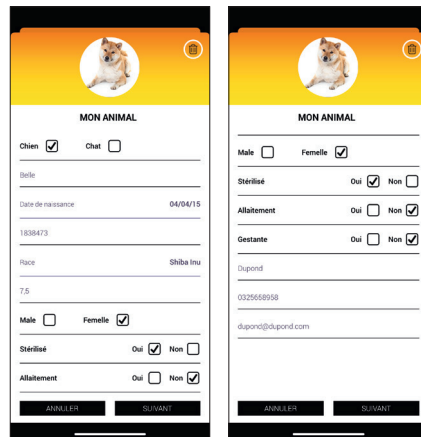 MON ANIMAL
Chien Chat
Belle
Date de naissance 04/04/15
1838473
Race Shiba Inu
7,5
Male Femelle
Stérilisé Oui Non
Allaitement Oui Non
ANNULER SUIVANT
MON ANIMAL
Male Femelle
Stérilisé Oui Non
Allaitement Oui Non
Gestante Oui Non
Dupond
0325668958
dupond@dupond.com
ANNULER SUIVANT